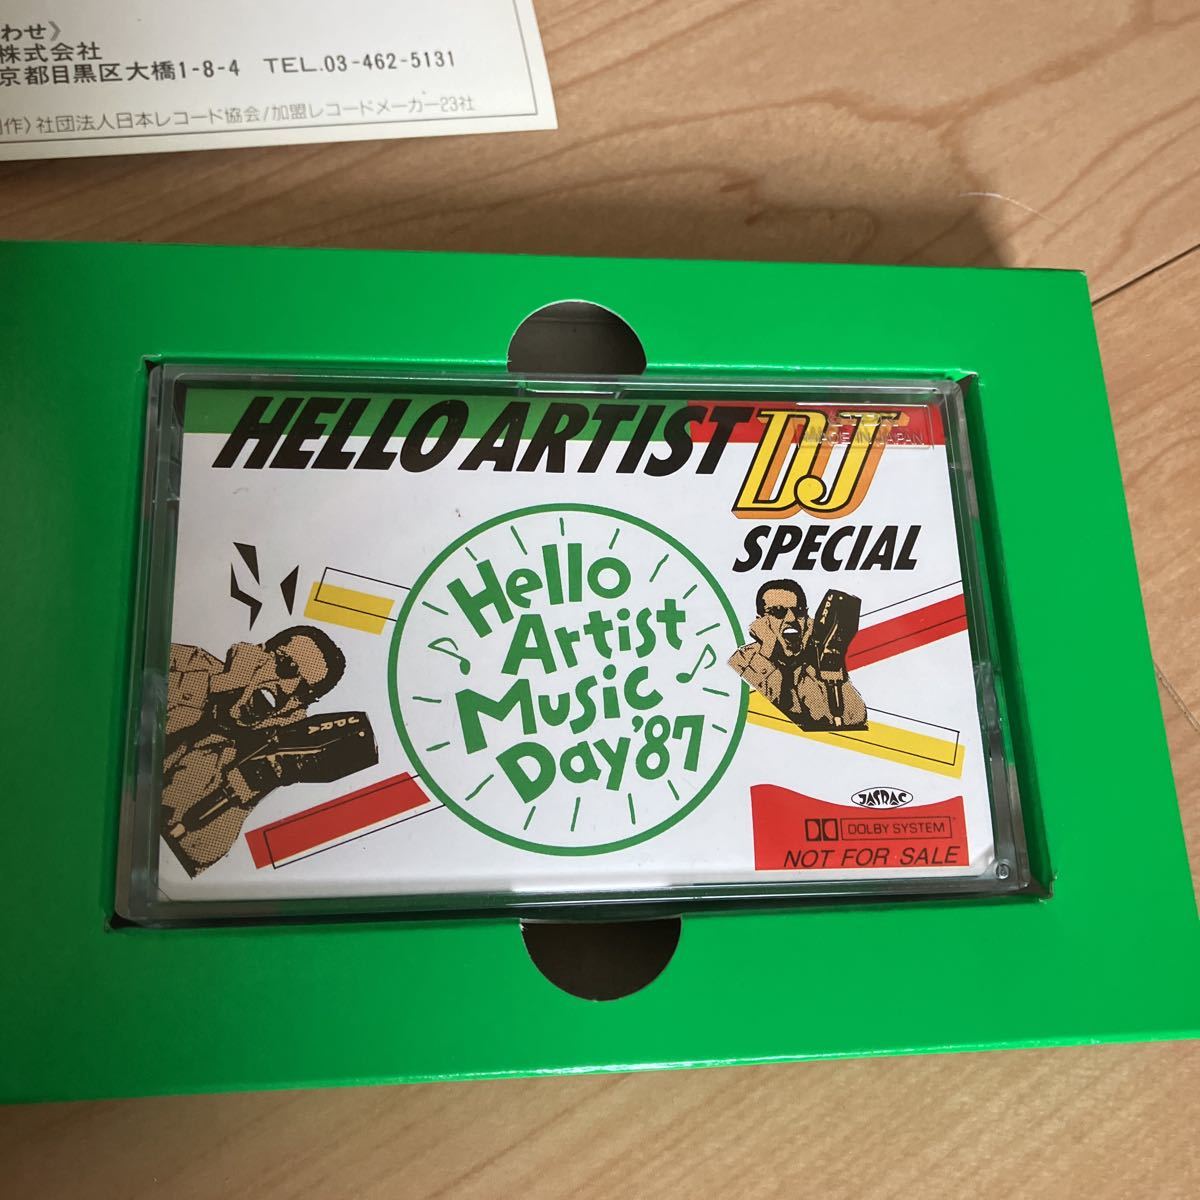 わせ》
株式会社
京都目黒区大橋1-8-4 TEL.03-462-5131
作〉社団法人日本レコード協会/加盟レコードメーカー23社
HELLO ARTIST DJ
MADE IN JAPAN
SPECIAL
Hello
Artist
Music
Day '87
JPRA
JPRA
JASRAC
DOLBY SYSTEM
NOT FOR SALE